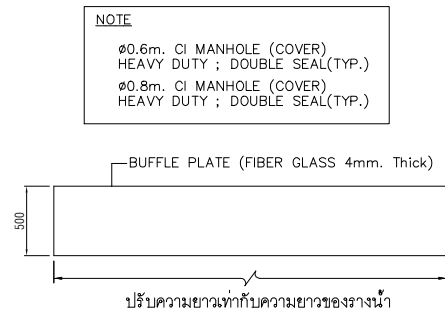 NOTE
ø0.6m. CI MANHOLE (COVER)
HEAVY DUTY ; DOUBLE SEAL(TYP.)
ø0.8m. CI MANHOLE (COVER)
HEAVY DUTY ; DOUBLE SEAL(TYP.)
BUFFLE PLATE (FIBER GLASS 4mm. Thick)
500
ปรับความยาวเท่ากับความยาวของรางน้ำ